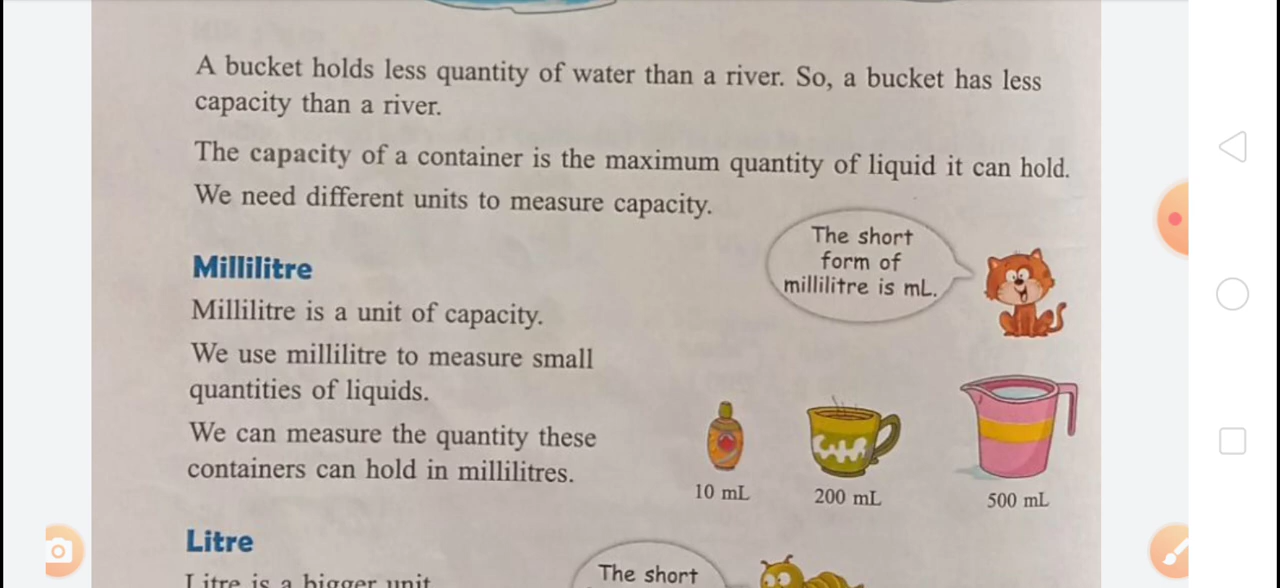 A bucket holds less quantity of water than a river. So, a bucket has less
capacity than a river.
The capacity of a container is the maximum quantity of liquid it can hold.
We need different units to measure capacity.
The short
form of
millilitre is mL.
Millilitre
Millilitre is a unit of capacity.
We use millilitre to measure small
quantities of liquids.
We can measure the quantity these
containers can hold in millilitres.
10 mL
200 mL
500 mL
Litre
The short
Litre is a bigger unit